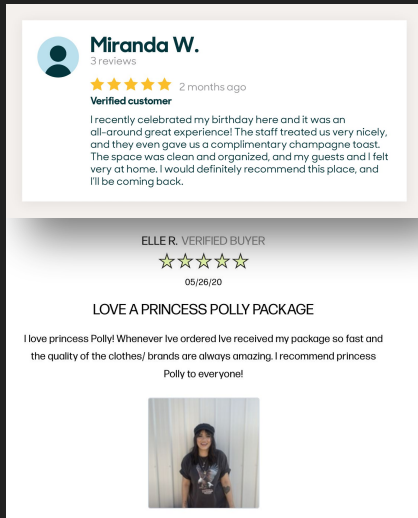 Miranda W.
3 reviews
2 months ago
Verified customer
I recently celebrated my birthday here and it was an
all-around great experience! The staff treated us very nicely,
and they even gave us a complimentary champagne toast.
The space was clean and organized, and my guests and I felt
very at home. I would definitely recommend this place, and
I'll be coming back.
ELLE R. VERIFIED BUYER
05/26/20
LOVE A PRINCESS POLLY PACKAGE
I love princess Polly! Whenever Ive ordered Ive received my package so fast and
the quality of the clothes/ brands are always amazing. I recommend princess
Polly to everyone!